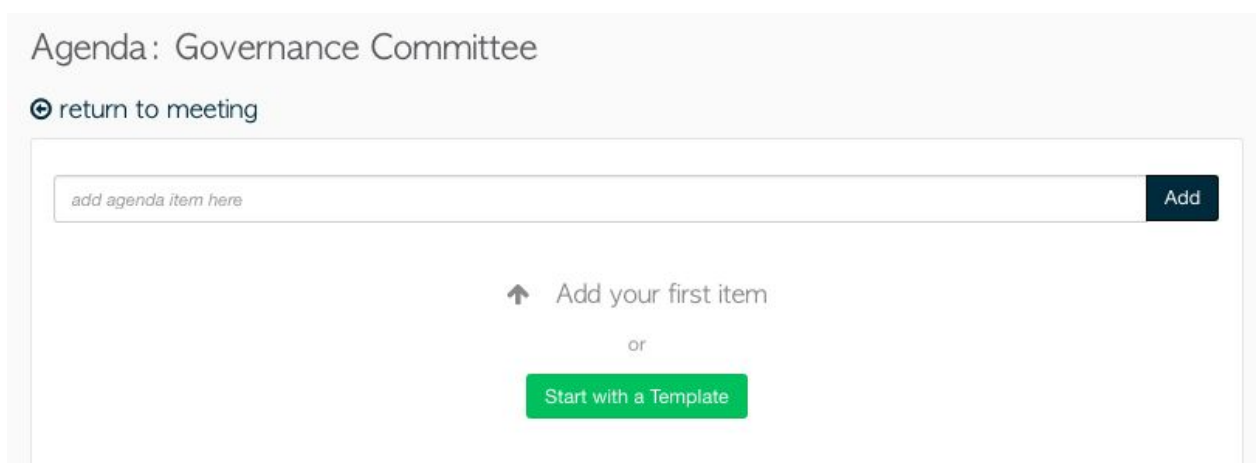 Agenda: Governance Committee
return to meeting
add agenda item here
Add
Add your first item
or
Start with a Template